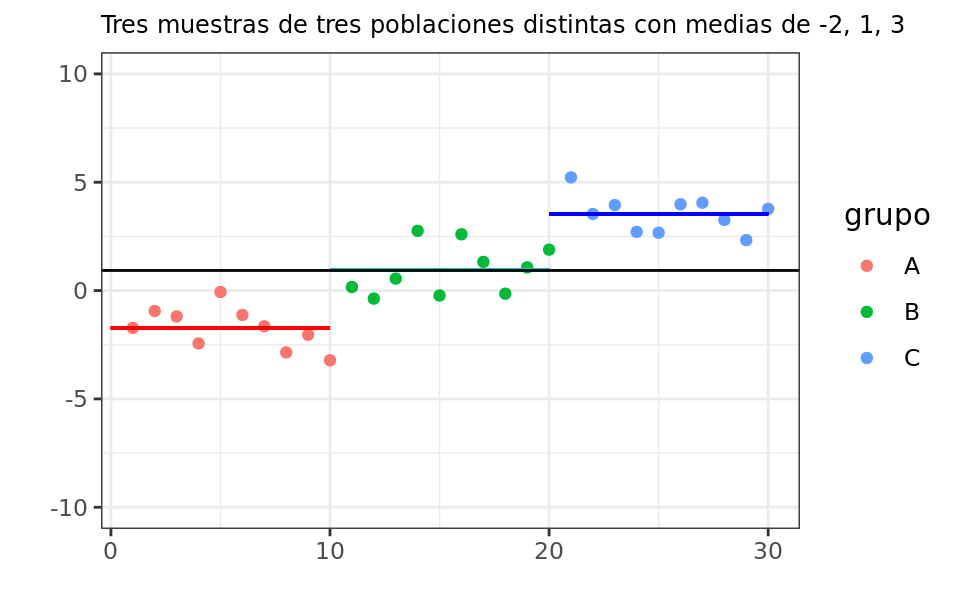 Tres muestras de tres poblaciones distintas con medias de -2, 1, 3
10
5
0
-5
-10
0 10 20 30
grupo
A
B
C